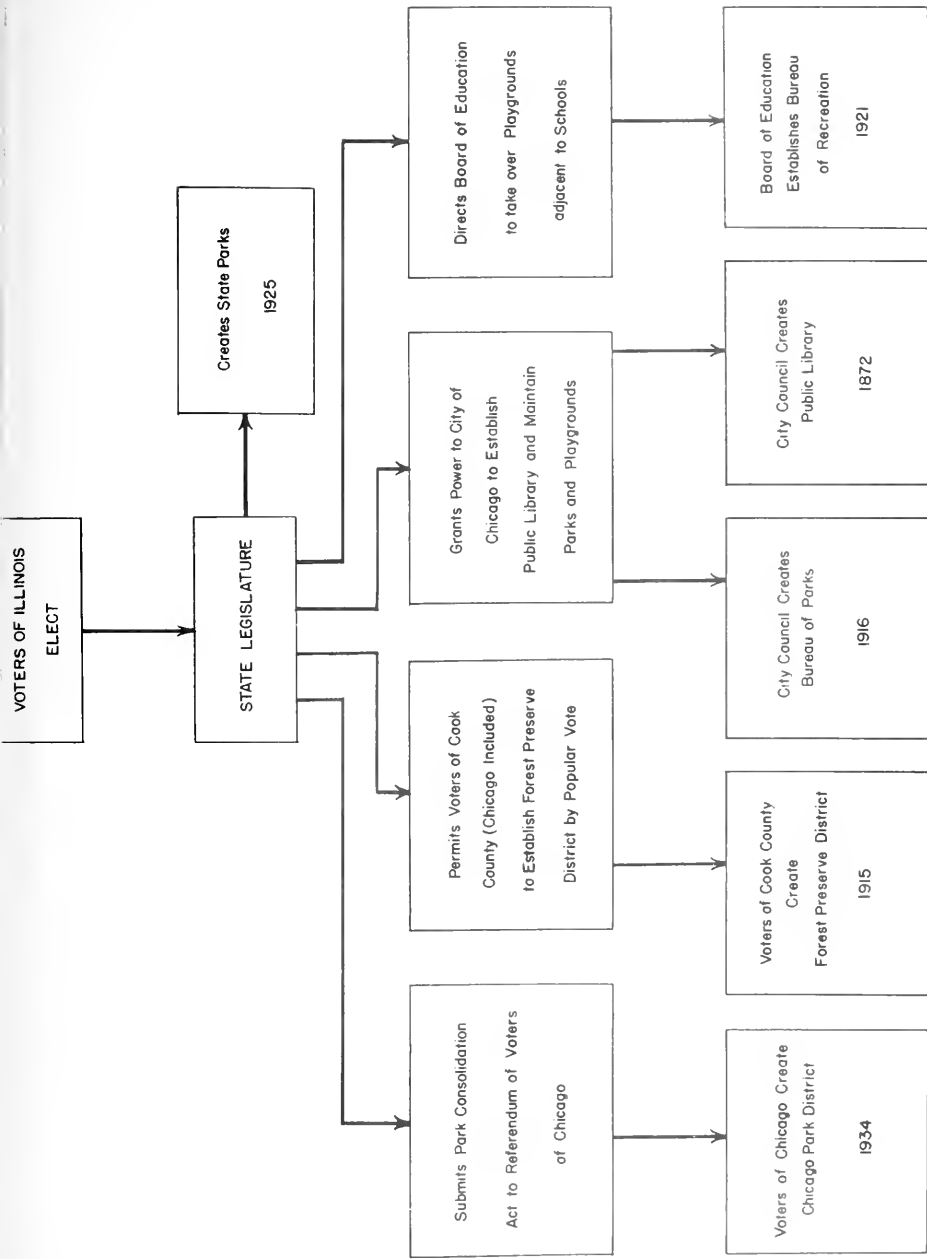 VOTERS OF ILLINOIS
ELECT
STATE LEGISLATURE
Creates State Parks
1925
Submits Park Consolidation
Act to Referendum of Voters
of Chicago
Permits Voters of Cook
County (Chicago Included)
to Establish Forest Preserve
District by Popular Vote
Grants Power to City of
Chicago to Establish
Public Library and Maintain
Parks and Playgrounds
Directs Board of Education
to take over Playgrounds
adjacent to Schools
Voters of Chicago Create
Chicago Park District
1934
Voters of Cook County
Create
Forest Preserve District
1915
City Council Creates
Bureau of Parks
1916
City Council Creates
Public Library
1872
Board of Education
Establishes Bureau
of Recreation
1921